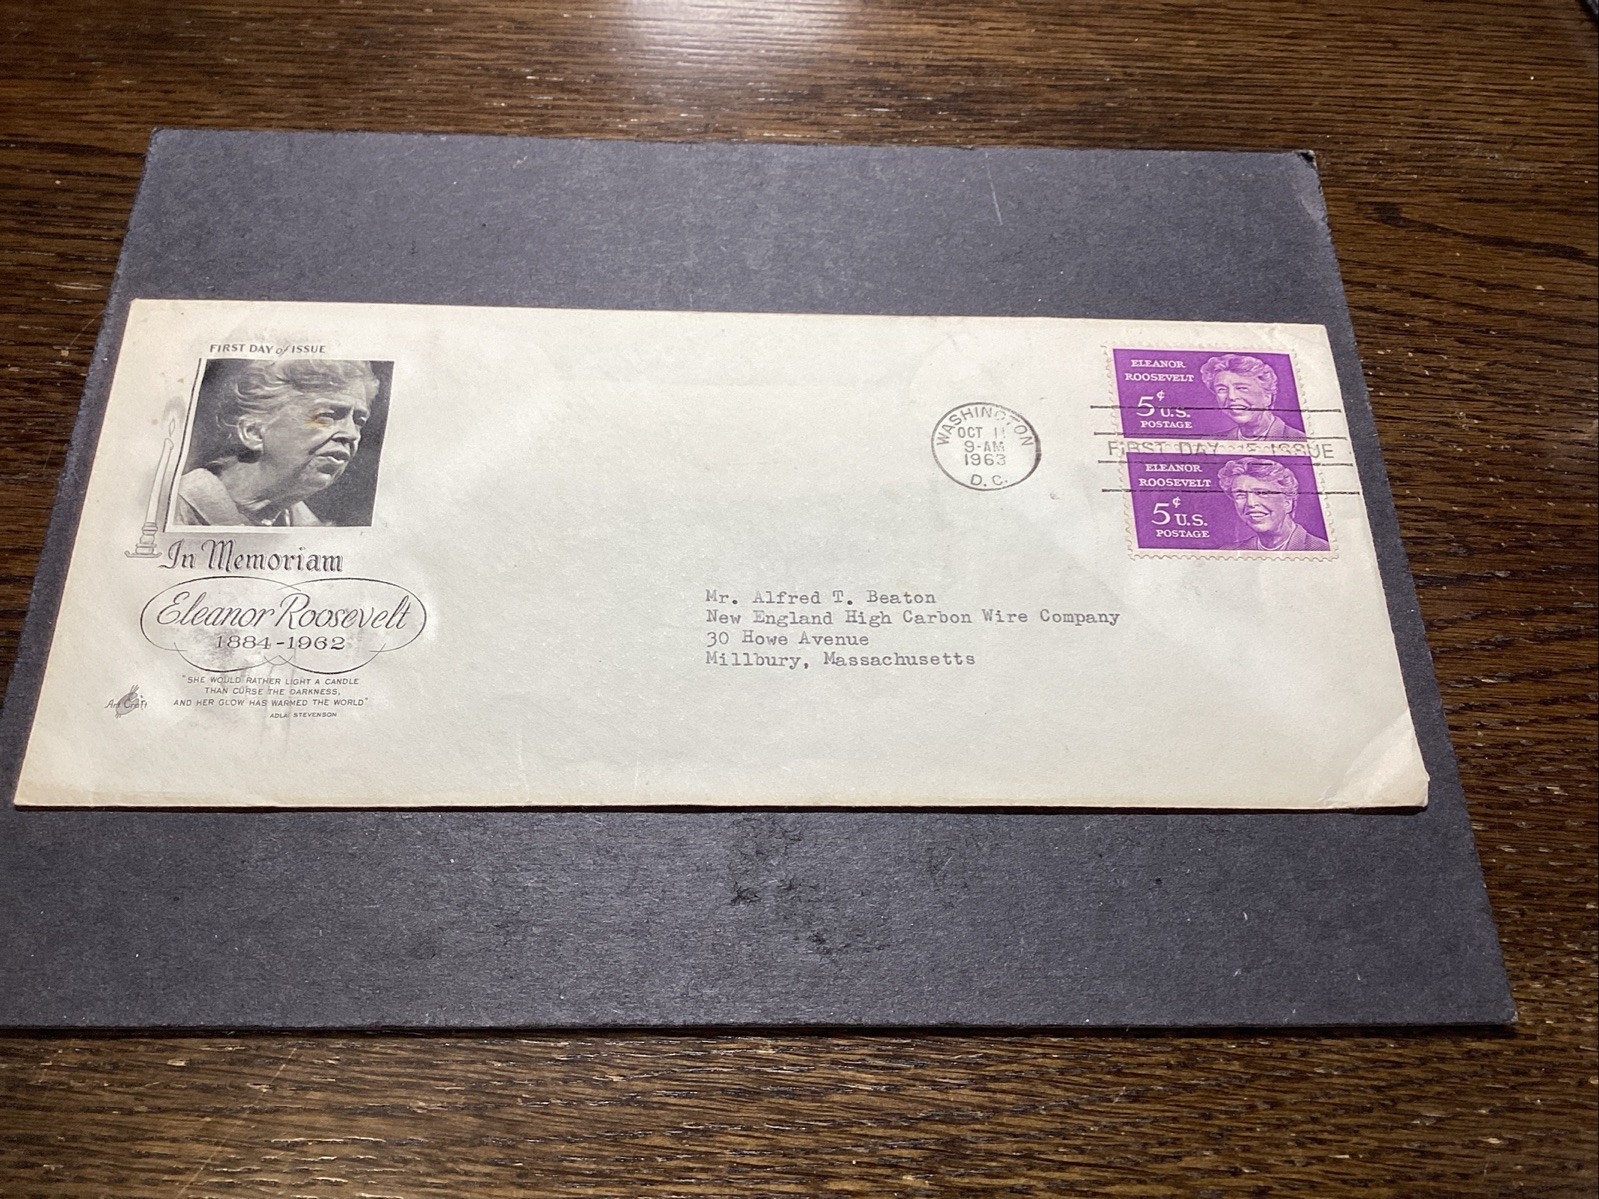 FIRST DAY of ISSUE
In Memoriam
Eleanor Roosevelt
1884-1962
"SHE WOULD RATHER LIGHT A CANDLE
THAN CURSE THE DARKNESS,
AND HER GLOW HAS WARMED THE WORLD"
ADLAI STEVENSON
Art Craft
WASHINGTON
OCT 11
9-AM
1963
D.C.
ELEANOR
ROOSEVELT
5¢ U.S.
POSTAGE
FIRST DAY OF ISSUE
ELEANOR
ROOSEVELT
5¢ U.S.
POSTAGE
Mr. Alfred T. Beaton
New England High Carbon Wire Company
30 Howe Avenue
Millbury, Massachusetts